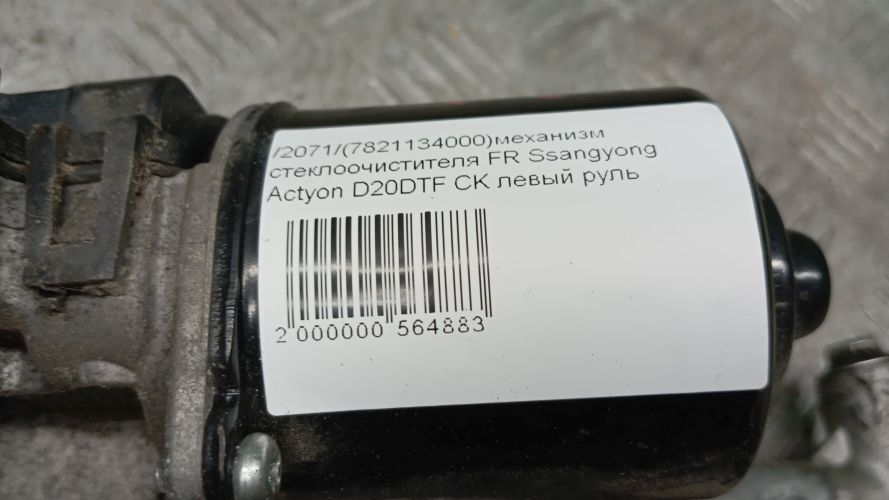 /2071/(7821134000)механизм
стеклоочистителя FR Ssangyong
Actyon D20DTF CK левый руль
2 000000 564883